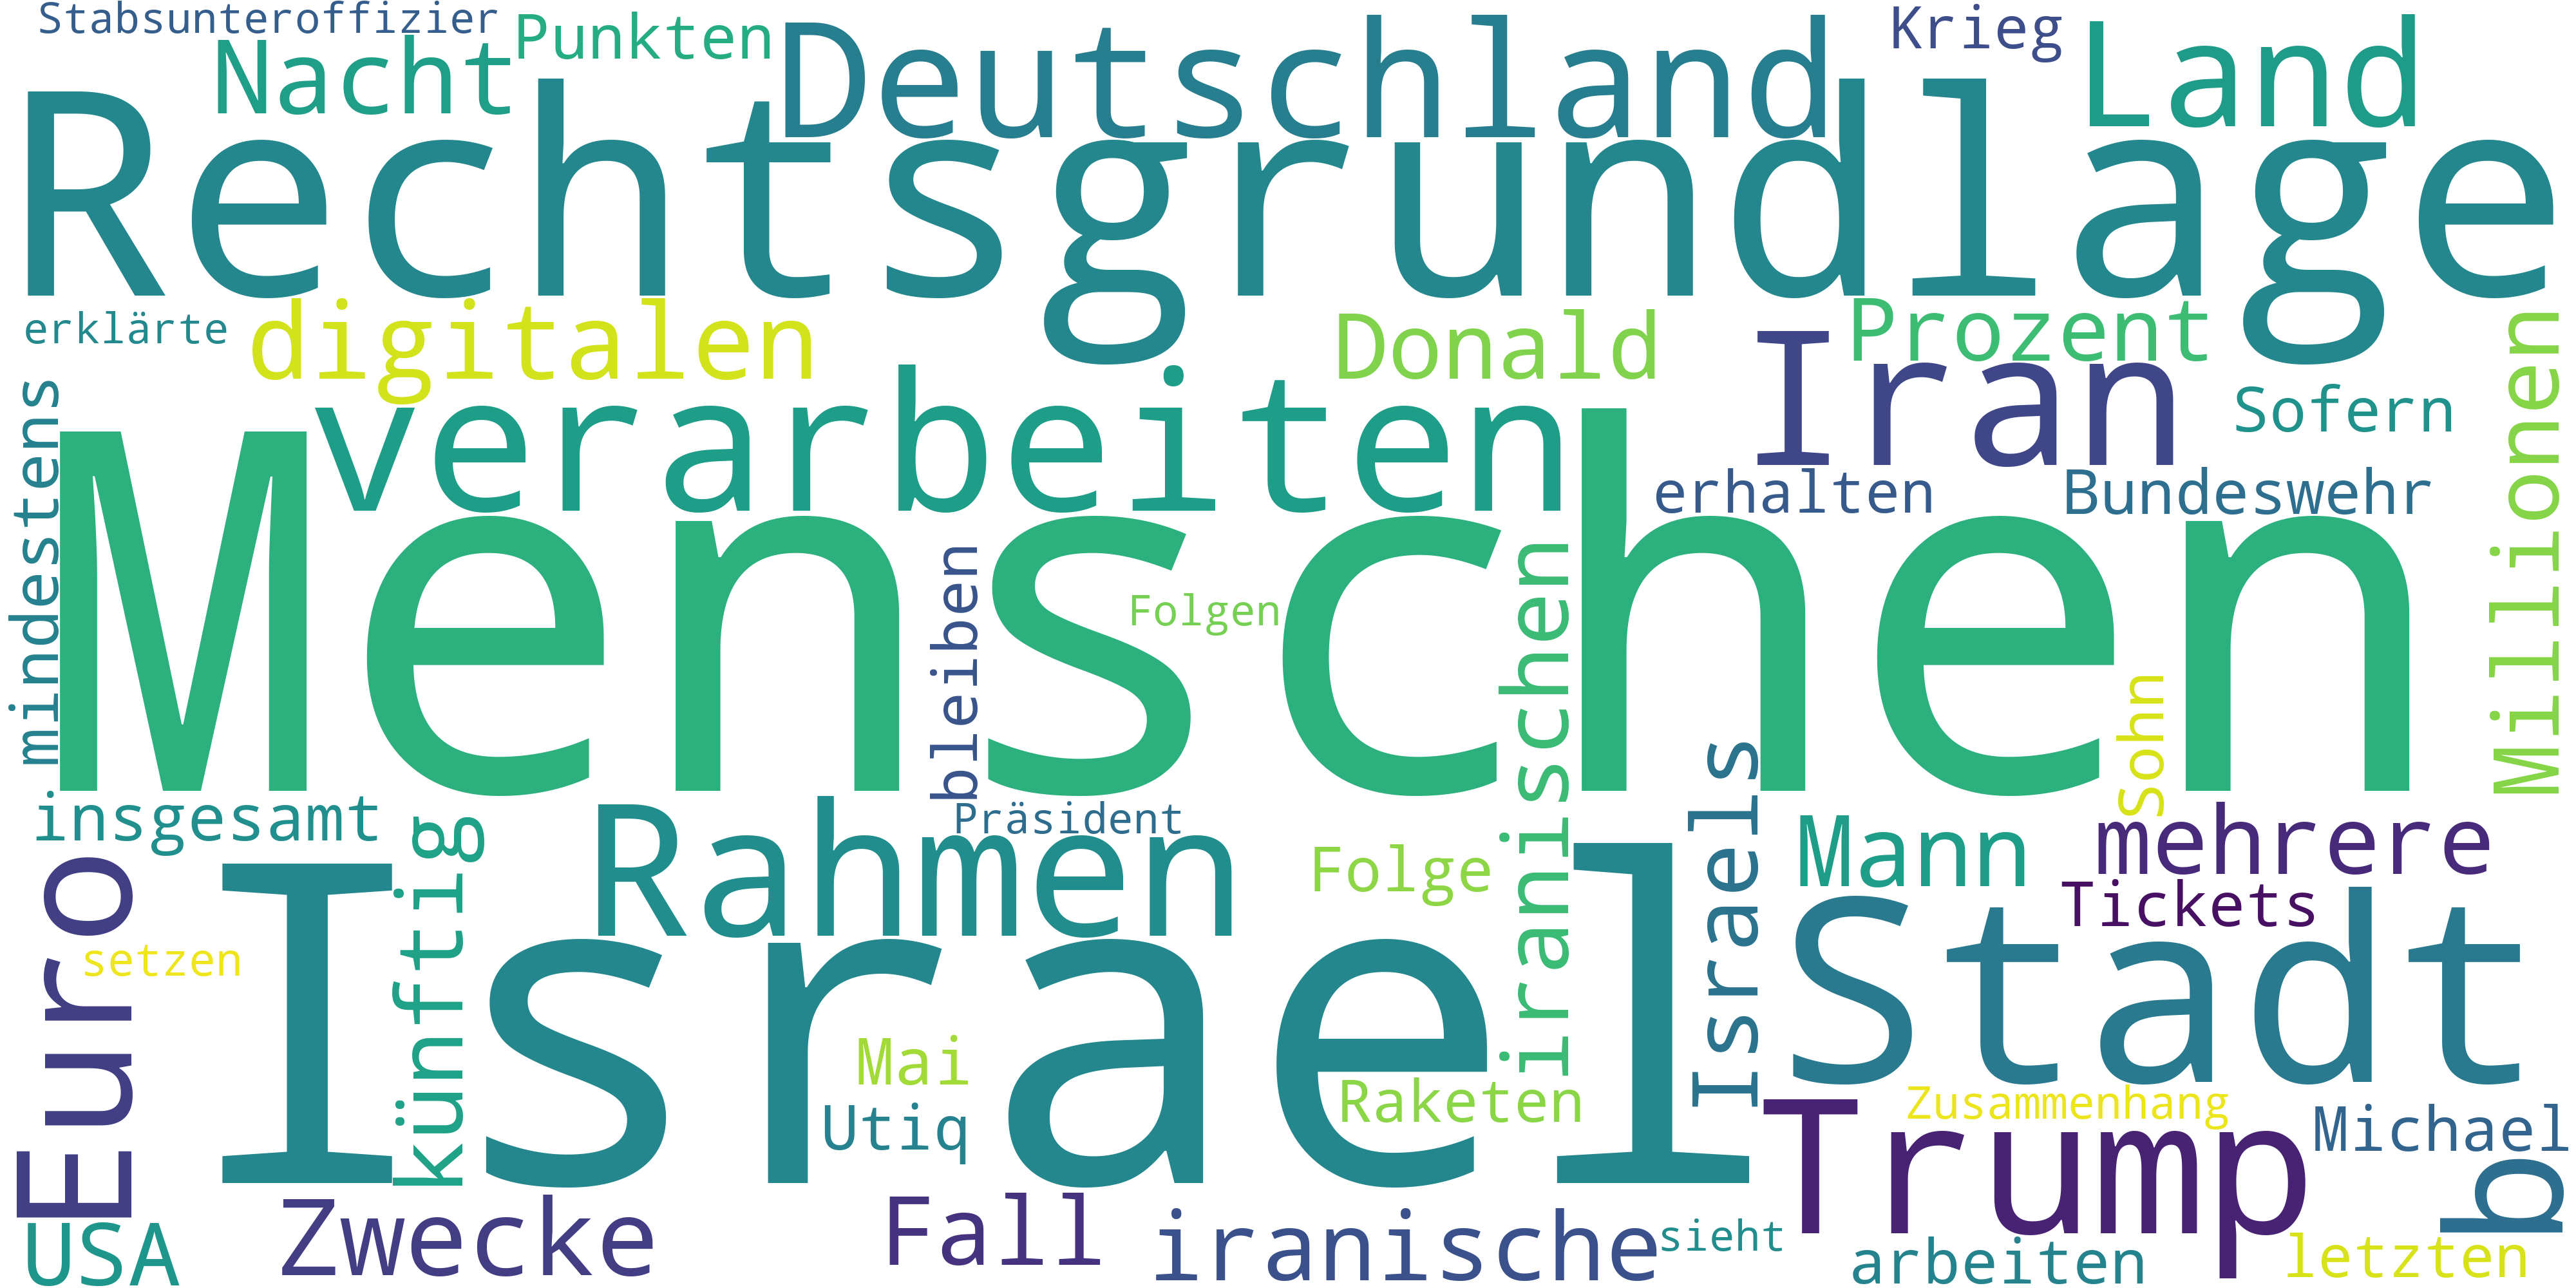 Stabsunteroffizier
Punkten
Krieg
Nacht
Deutschland
Land
Rechtsgrundlage
erklärte
digitalen
Donald
Prozent
Iran
Sofern
Millionen
mindestens
verarbeiten
erhalten
Bundeswehr
Menschen
bleiben
Folgen
iranischen
Sohn
insgesamt
künftig
Rahmen
Präsident
Folge
Israels
Mann
mehrere
Tickets
Euro
setzen
Israel
Stadt
Mai
Utiq
Raketen
Zusammenhang
Trump
Michael
b
USA
Zwecke
Fall
iranische
sieht
arbeiten
letzten